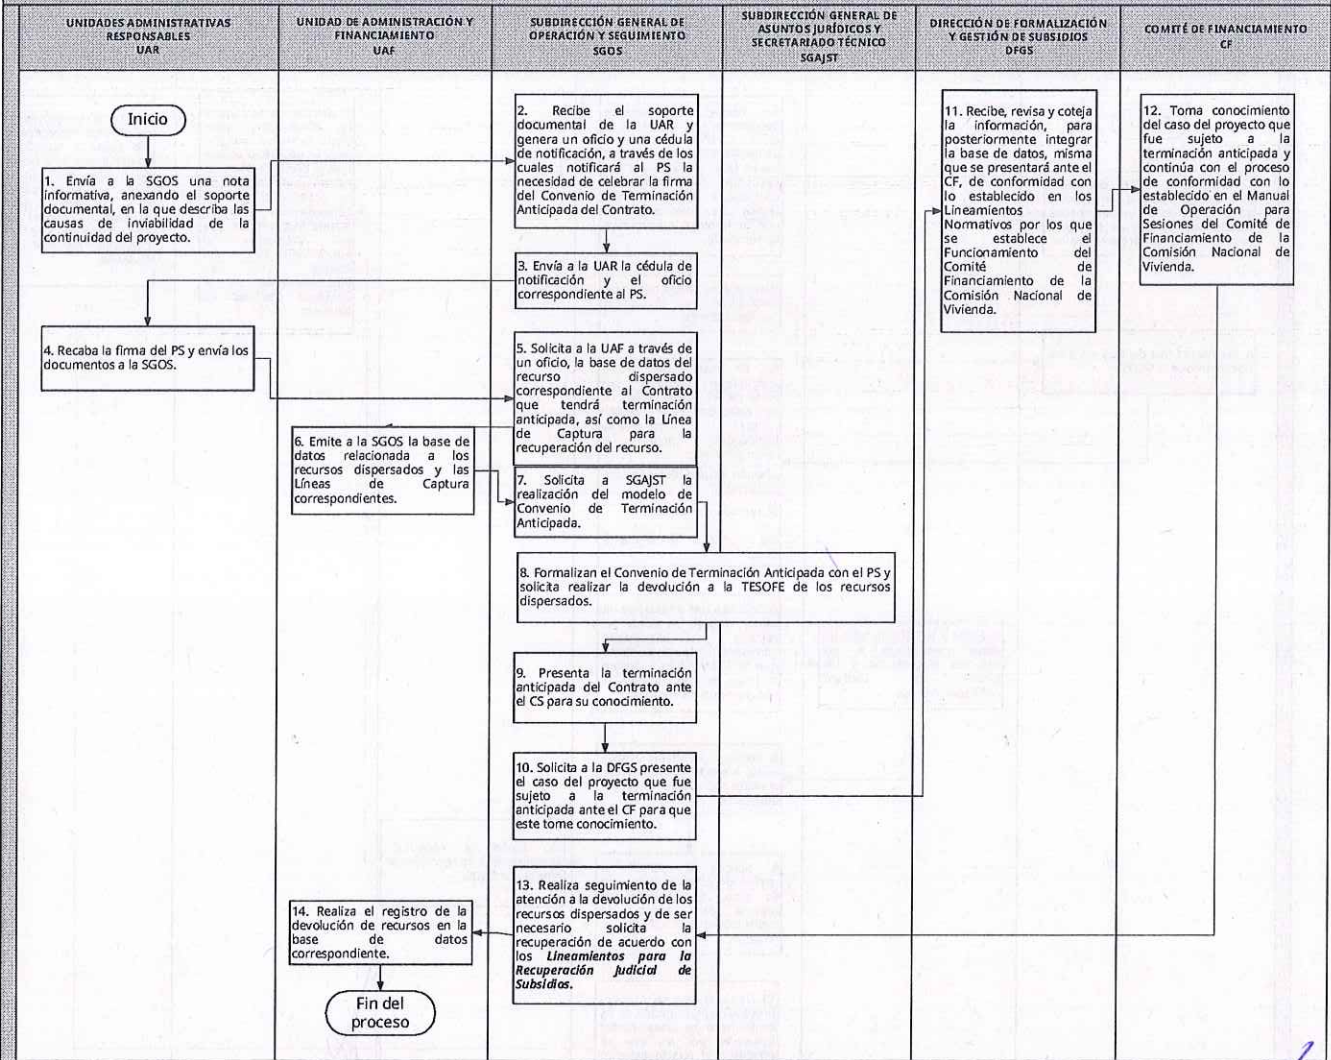 UNIDADES ADMINISTRATIVAS
RESPONSABLES
UAR
UNIDAD DE ADMINISTRACIÓN Y
FINANCIAMIENTO
UAF
SUBDIRECCIÓN GENERAL DE
OPERACIÓN Y SEGUIMIENTO
SGOS
SUBDIRECCIÓN GENERAL DE
ASUNTOS JURÍDICOS Y
SECRETARIADO TÉCNICO
SGAJST
DIRECCIÓN DE FORMALIZACIÓN
Y GESTIÓN DE SUBSIDIOS
DFGS
COMITÉ DE FINANCIAMIENTO
CF
Inicio
1. Envía a la SGOS una nota
informativa, anexando el soporte
documental, en la que describa las
causas de inviabilidad de la
continuidad del proyecto.
2. Recibe el soporte
documental de la UAR y
genera un oficio y una cédula
de notificación, a través de los
cuales notificará al PS la
necesidad de celebrar la firma
del Convenio de Terminación
Anticipada del Contrato.
3. Envía a la UAR la cédula de
notificación y el oficio
correspondiente al PS.
4. Recaba la firma del PS y envía los
documentos a la SGOS.
5. Solicita a la UAF a través de
un oficio, la base de datos del
recurso dispersado
correspondiente al Contrato
que tendrá terminación
anticipada, así como la Línea
de Captura para la
recuperación del recurso.
6. Emite a la SGOS la base de
datos relacionada a los
recursos dispersados y las
Líneas de Captura
correspondientes.
7. Solicita a SGAJST la
realización del modelo de
Convenio de Terminación
Anticipada.
8. Formalizan el Convenio de Terminación Anticipada con el PS y
solicita realizar la devolución a la TESOFE de los recursos
dispersados.
9. Presenta la terminación
anticipada del Contrato ante
el CS para su conocimiento.
10. Solicita a la DFGS presente
el caso del proyecto que fue
sujeto a la terminación
anticipada ante el CF para que
este tome conocimiento.
11. Recibe, revisa y coteja
la información, para
posteriormente integrar
la base de datos, misma
que se presentará ante el
CF, de conformidad con
lo establecido en los
Lineamientos
Normativos por los que
se establece el
Funcionamiento del
Comité de
Financiamiento de la
Comisión Nacional de
Vivienda.
12. Toma conocimiento
del caso del proyecto que
fue sujeto a la
terminación anticipada y
continúa con el proceso
de conformidad con lo
establecido en el Manual
de Operación para
Sesiones del Comité de
Financiamiento de la
Comisión Nacional de
Vivienda.
13. Realiza seguimiento de la
atención a la devolución de los
recursos dispersados y de ser
necesario solicita la
recuperación de acuerdo con
los Lineamientos para la
Recuperación Judicial de
Subsidios.
14. Realiza el registro de la
devolución de recursos en la
base de datos
correspondiente.
Fin del
proceso